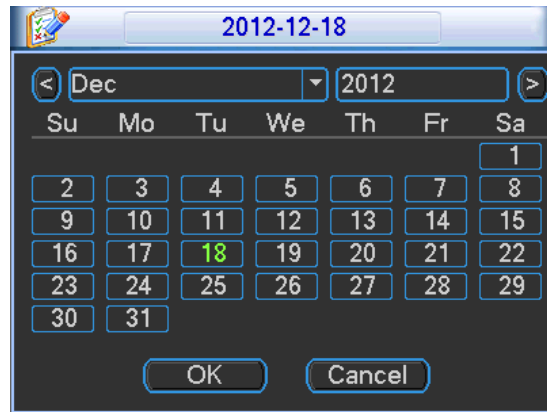 2012-12-18
< Dec 2012 >
Su Mo Tu We Th Fr Sa
1
2 3 4 5 6 7 8
9 10 11 12 13 14 15
16 17 18 19 20 21 22
23 24 25 26 27 28 29
30 31
OK Cancel